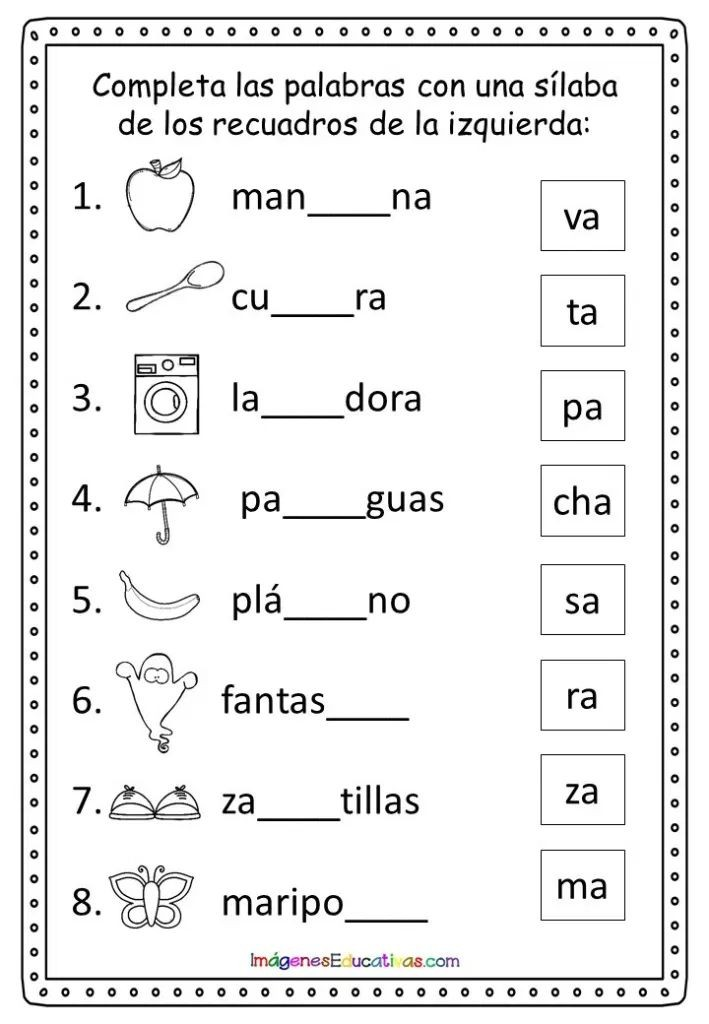 Completa las palabras con una sílaba
de los recuadros de la izquierda:
1. man____na
va
2. cu____ra
ta
3. la____dora
pa
4. pa____guas
cha
5. plá____no
sa
6. fantas____
ra
7. za____tillas
za
8. maripo____
ma
ImágenesEducativas.com